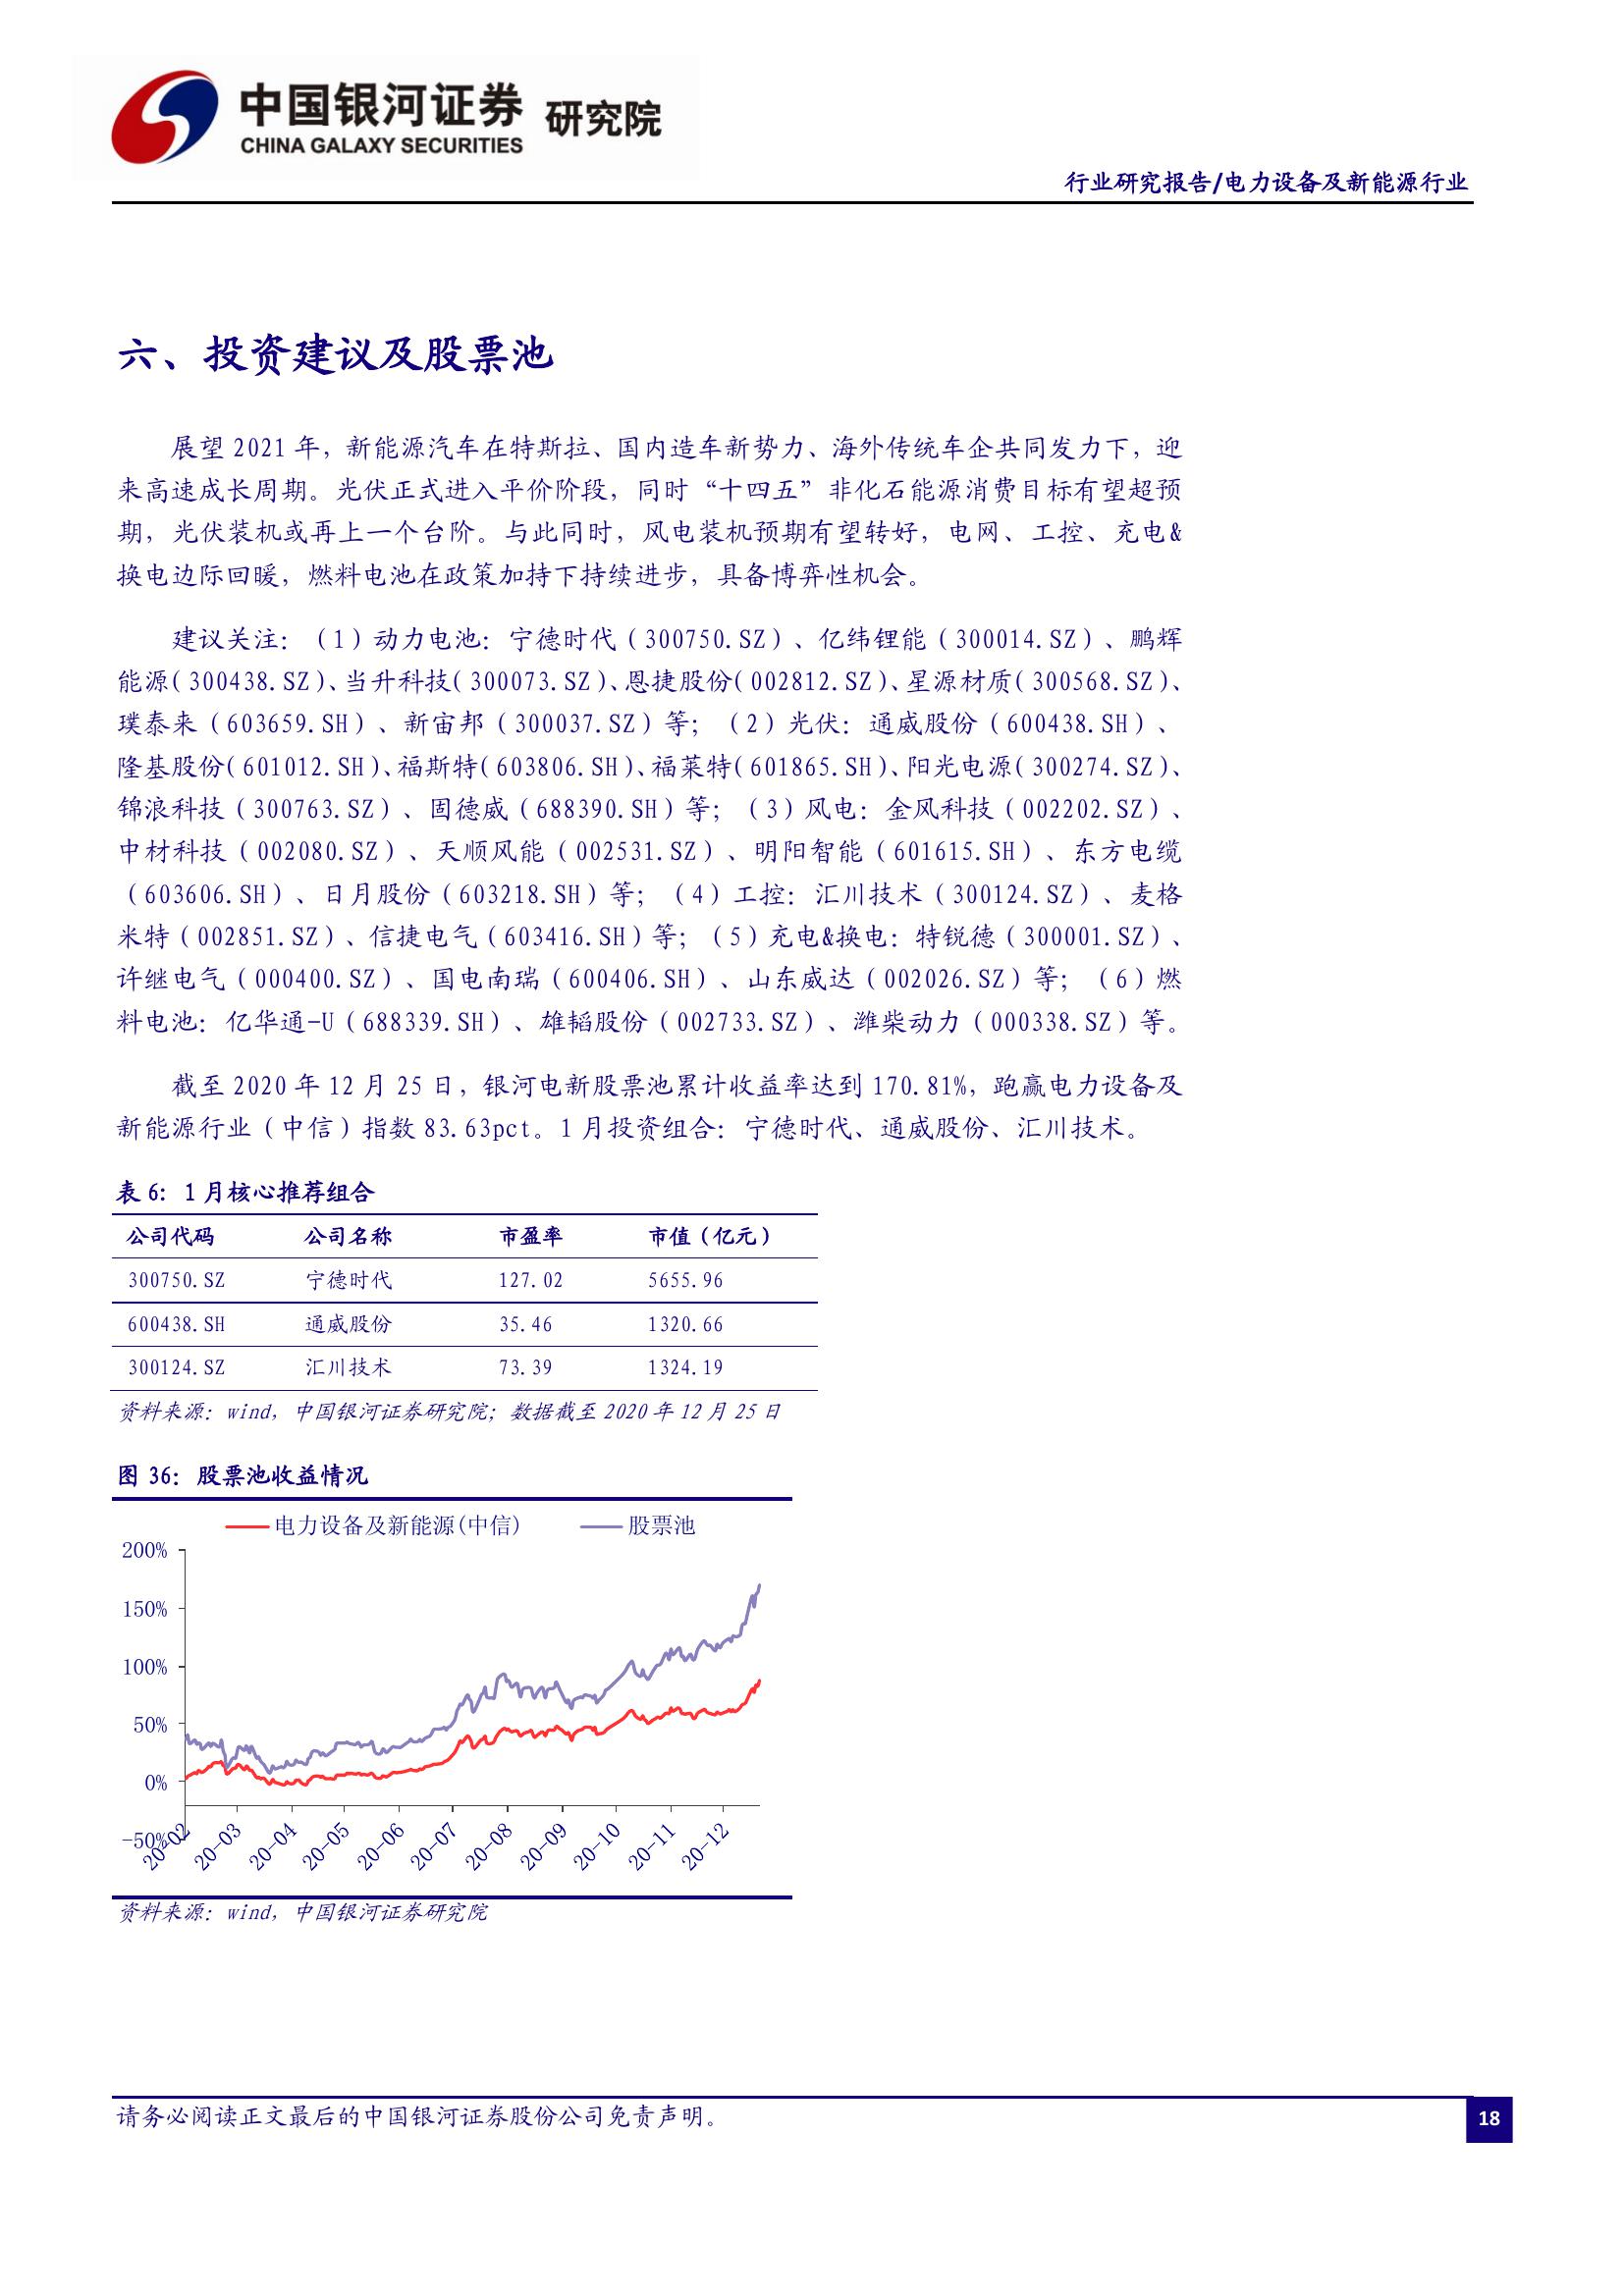 中国银河证券 研究院
CHINA GALAXY SECURITIES
行业研究报告/电力设备及新能源行业
六、投资建议及股票池
展望 2021 年，新能源汽车在特斯拉、国内造车新势力、海外传统车企共同发力下，迎
来高速成长周期。光伏正式进入平价阶段，同时“十四五”非化石能源消费目标有望超预
期，光伏装机或再上一个台阶。与此同时，风电装机预期有望转好，电网、工控、充电&
换电边际回暖，燃料电池在政策加持下持续进步，具备博弈性机会。
建议关注：（1）动力电池：宁德时代（300750.SZ）、亿纬锂能（300014.SZ）、鹏辉
能源（300438.SZ）、当升科技（300073.SZ）、恩捷股份（002812.SZ）、星源材质（300568.SZ）、
璞泰来（603659.SH）、新宙邦（300037.SZ）等；（2）光伏：通威股份（600438.SH）、
隆基股份（601012.SH）、福斯特（603806.SH）、福莱特（601865.SH）、阳光电源（300274.SZ）、
锦浪科技（300763.SZ）、固德威（688390.SH）等；（3）风电：金风科技（002202.SZ）、
中材科技（002080.SZ）、天顺风能（002531.SZ）、明阳智能（601615.SH）、东方电缆
（603606.SH）、日月股份（603218.SH）等；（4）工控：汇川技术（300124.SZ）、麦格
米特（002851.SZ）、信捷电气（603416.SH）等；（5）充电&换电：特锐德（300001.SZ）、
许继电气（000400.SZ）、国电南瑞（600406.SH）、山东威达（002026.SZ）等；（6）燃
料电池：亿华通-U（688339.SH）、雄韬股份（002733.SZ）、潍柴动力（000338.SZ）等。
截至 2020 年 12 月 25 日，银河电新股票池累计收益率达到 170.81%，跑赢电力设备及
新能源行业（中信）指数 83.63pct。1 月投资组合：宁德时代、通威股份、汇川技术。
表 6：1 月核心推荐组合
公司代码 公司名称 市盈率 市值（亿元）
300750.SZ 宁德时代 127.02 5655.96
600438.SH 通威股份 35.46 1320.66
300124.SZ 汇川技术 73.39 1324.19
资料来源：wind，中国银河证券研究院；数据截至 2020 年 12 月 25 日
图 36：股票池收益情况
电力设备及新能源(中信) 股票池
200%
150%
100%
50%
0%
-50%
20-02 20-03 20-04 20-05 20-06 20-07 20-08 20-09 20-10 20-11 20-12
资料来源：wind，中国银河证券研究院
请务必阅读正文最后的中国银河证券股份公司免责声明。
18